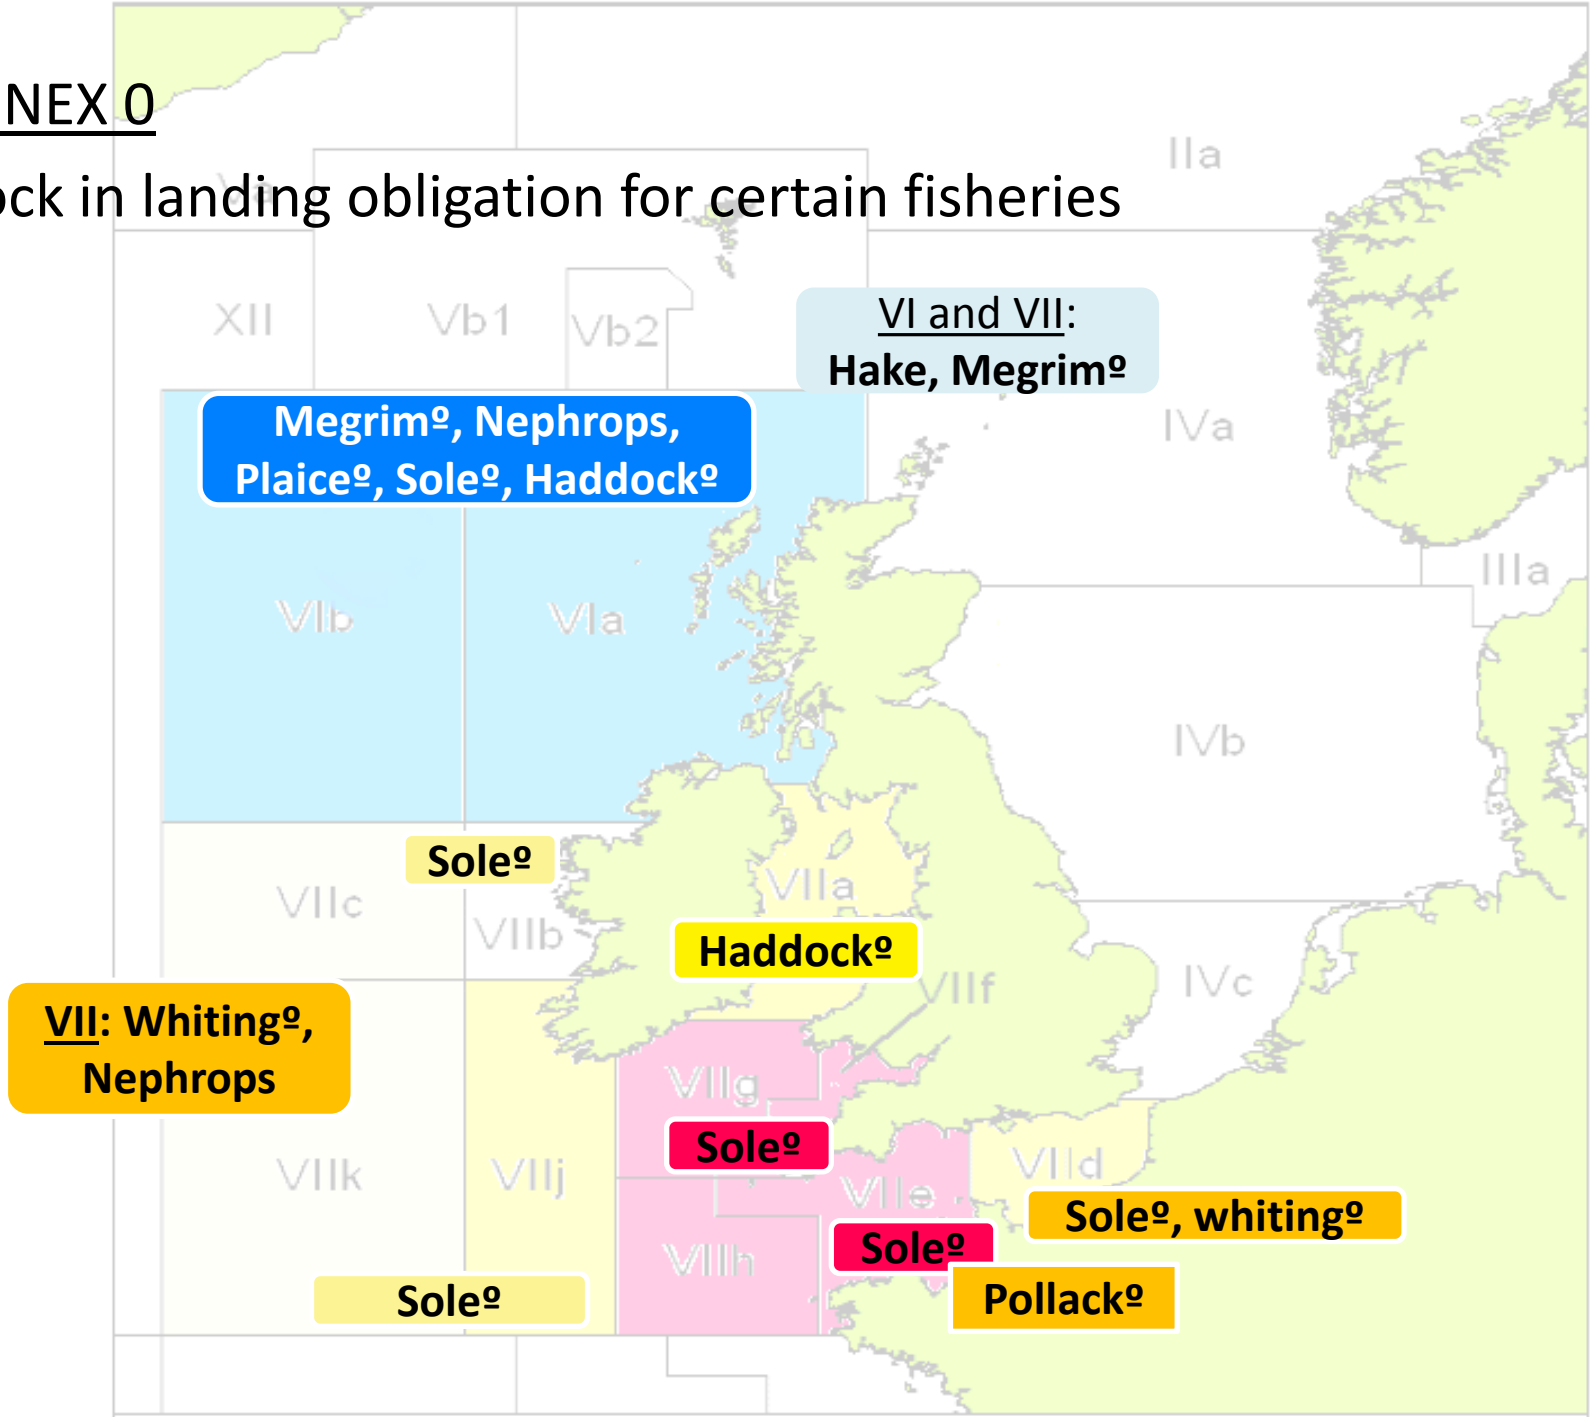 NEX 0
ock in landing obligation for certain fisheries
IIa
Va
XII
Vb1
Vb2
VI and VII:
Hake, Megrimº
IVa
Megrimº, Nephrops,
Plaiceº, Soleº, Haddockº
IIIa
VIb
VIa
IVb
Soleº
VIIc
VIIa
VIIb
Haddockº
VIIf
IVc
VII: Whitingº,
Nephrops
VIIg
Soleº
VIIk
VIIj
VIId
VIIe
Soleº, whitingº
Soleº
VIIh
Soleº
Pollackº